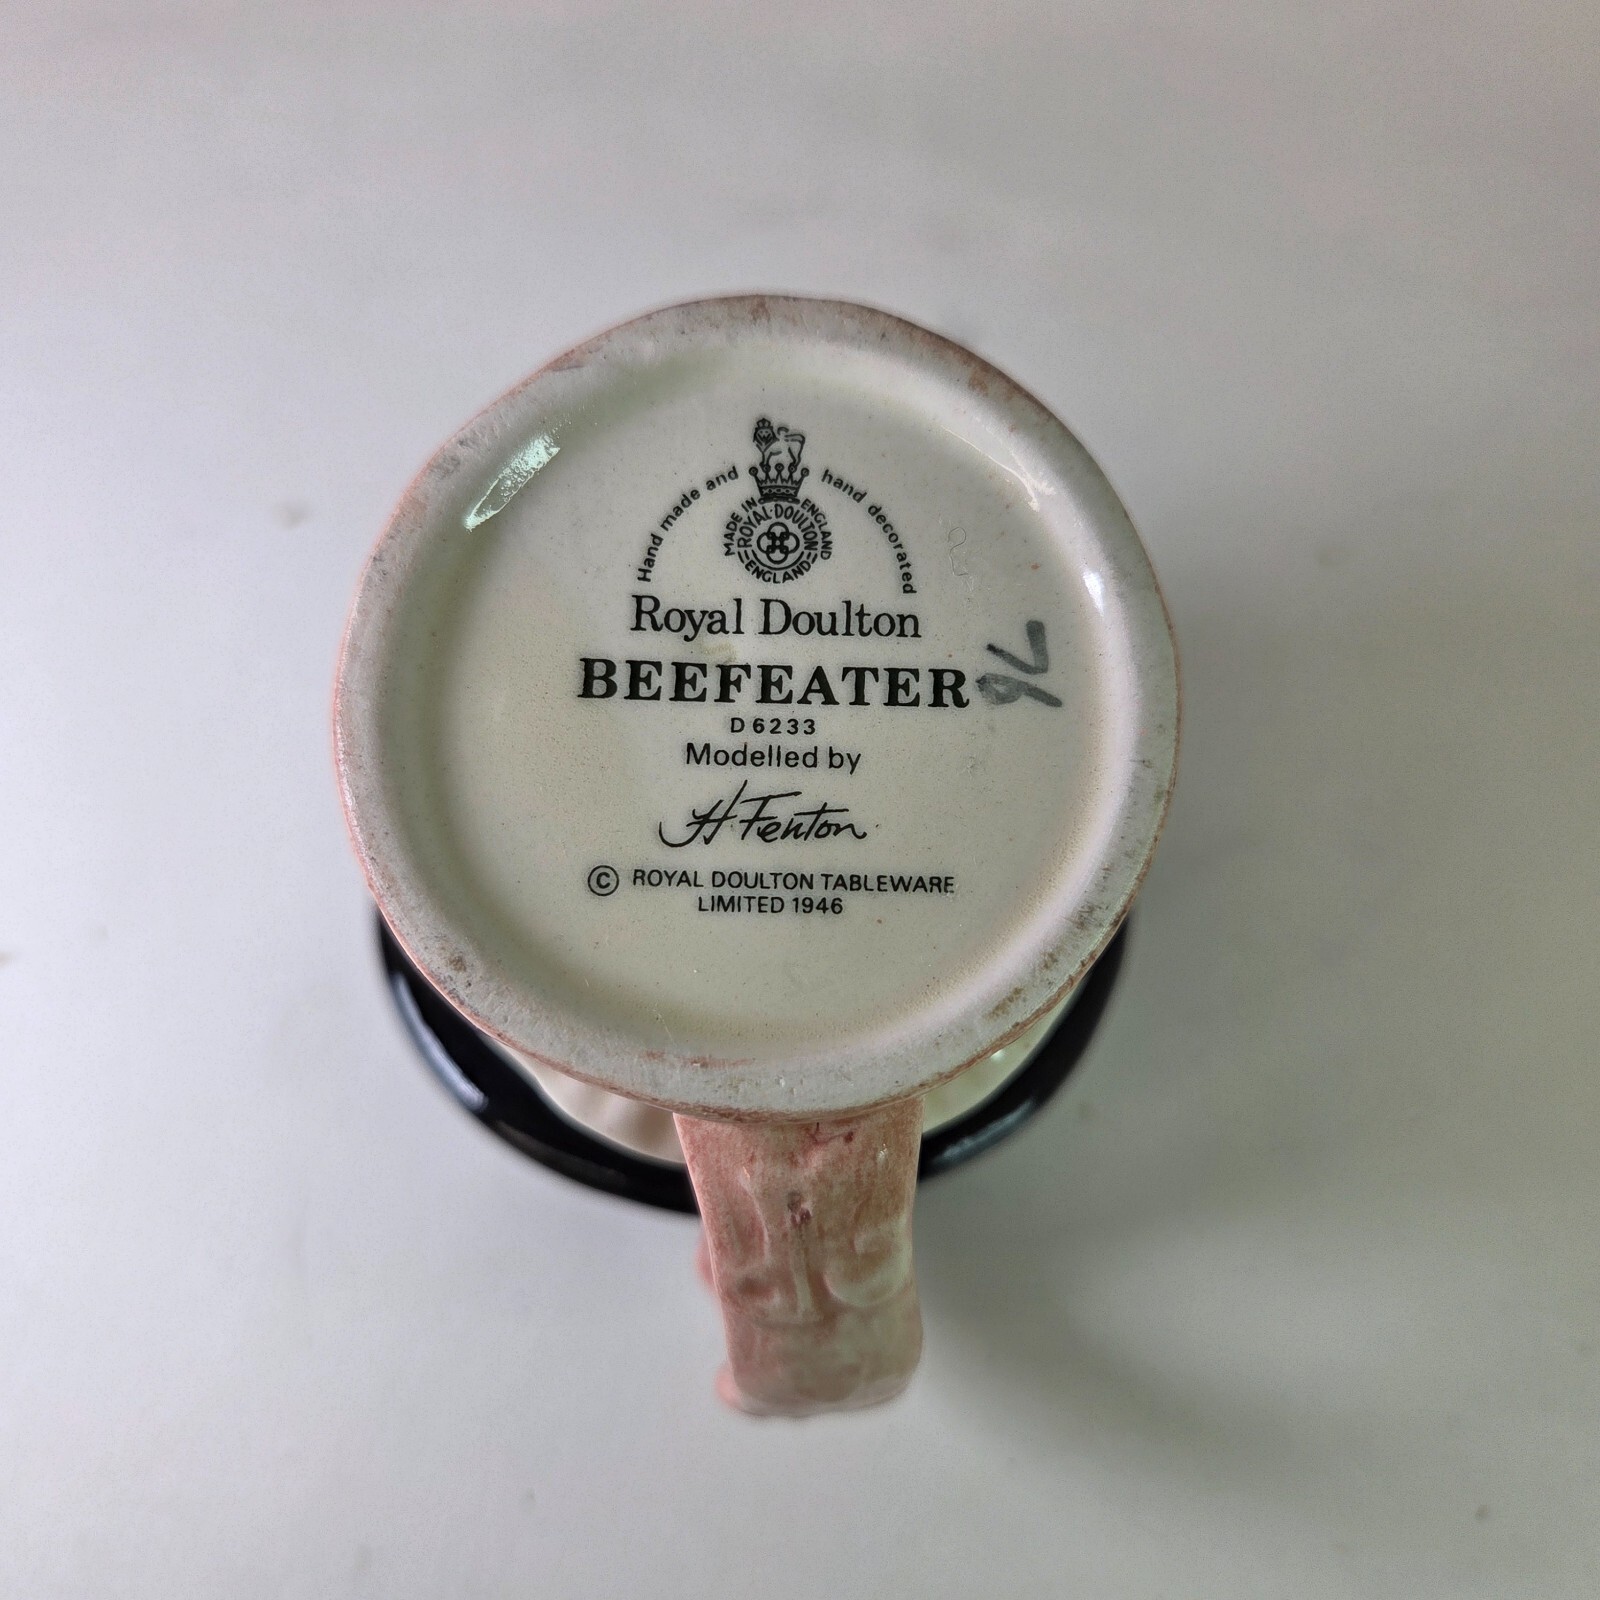 Hand made and hand decorated
MADE IN ENGLAND
ROYAL·DOULTON
ENGLAND
Royal Doulton
BEEFEATER
D 6233
Modelled by
H. Fenton
© ROYAL DOULTON TABLEWARE
LIMITED 1946